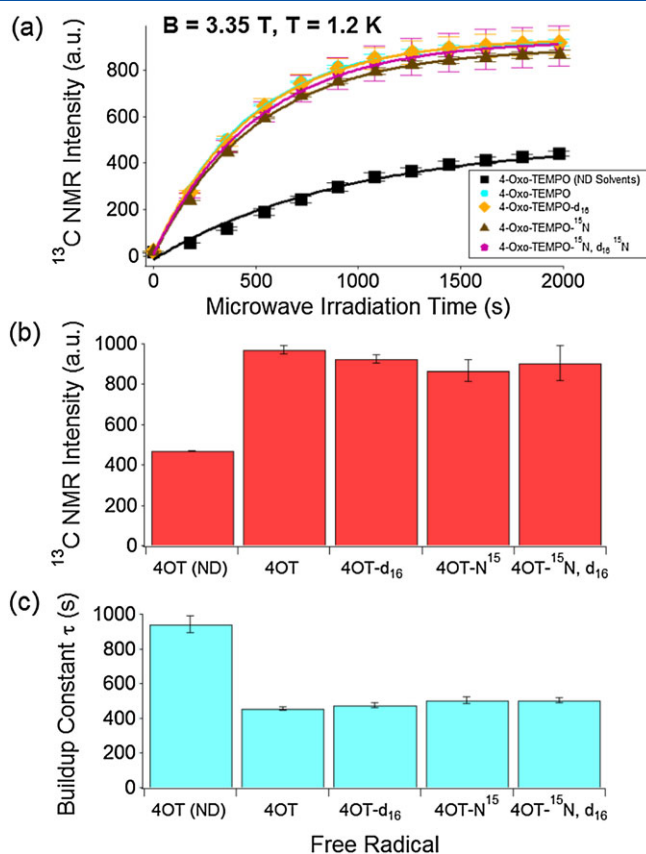 (a) B = 3.35 T, T = 1.2 K
¹³C NMR Intensity (a.u.)
800
600
400
200
0
4-Oxo-TEMPO (ND Solvents)
4-Oxo-TEMPO
4-Oxo-TEMPO-d₁₆
4-Oxo-TEMPO-¹⁵N
4-Oxo-TEMPO-¹⁵N, d₁₆ ¹⁵N
0 500 1000 1500 2000
Microwave Irradiation Time (s)
(b)
¹³C NMR Intensity (a.u.)
1000
800
600
400
200
0
4OT (ND) 4OT 4OT-d₁₆ 4OT-N¹⁵ 4OT-¹⁵N, d₁₆
(c)
Buildup Constant τ (s)
1000
800
600
400
200
0
4OT (ND) 4OT 4OT-d₁₆ 4OT-N¹⁵ 4OT-¹⁵N, d₁₆
Free Radical